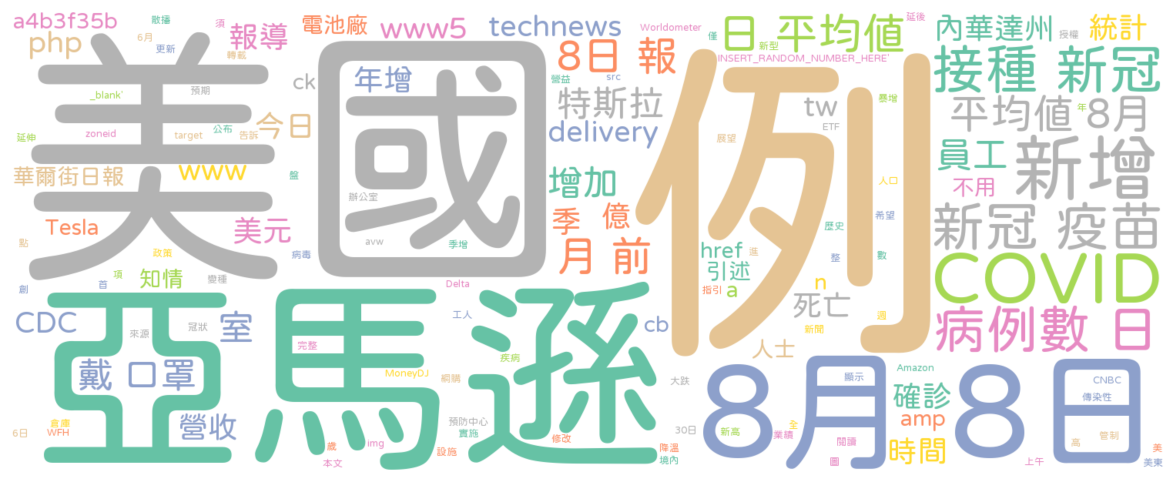 a4b3f35b
散播
6月
更新
須
轉載
報導
電池廠
www5
technews
Worldometer
僅
日 平均值
延後
新型
內華達州
授權
統計
php
美國
例
8日 報
INSERT_RANDOM_NUMBER_HERE'
接種 新冠
_blank'
預期
ck
年增
營益
src
特斯拉
tw
暴增
平均值
年
8月
延伸
zoneid
target
公布
告訴
今日
delivery
ETF
展望
員工
新增
華爾街日報
www
盤
辦公室
增加
人口
不用
Tesla
美元
季 億
歷史
希望
新冠 疫苗
點
政策
病毒
avw
季增
月 前
href
進
整
數
項
知情
變種
引述
創
首
Delta
指引
a
n
COVID
CDC
來源
冠狀
室
亞馬遜
工人
cb
死亡
週
病例數 日
完整
疾病
新聞
人士
戴 口罩
MoneyDJ
網購
大跌
8月8日
顯示
Amazon
CNBC
確診
傳染性
倉庫
營收
預防中心
amp
6日
WFH
歲
img
實施
30日
新高
全
業績
閱讀
時間
高
管制
本文
設施
修改
降溫
境內
圖
上午
美
美東